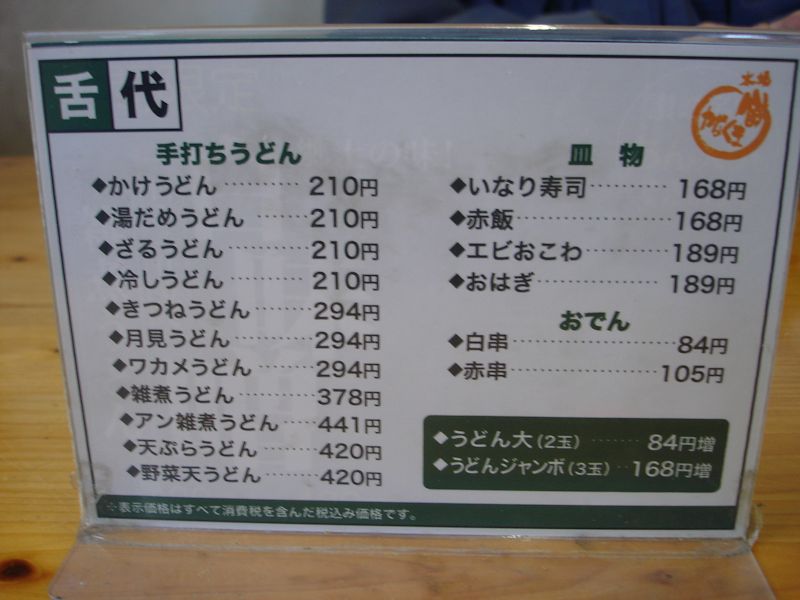 舌代
手打ちうどん
◆かけうどん………… 210円
◆湯だめうどん …… 210円
◆ざるうどん………… 210円
◆冷しうどん………… 210円
◆きつねうどん……… 294円
◆月見うどん………… 294円
◆ワカメうどん……… 294円
◆雑煮うどん………… 378円
◆アン雑煮うどん…… 441円
◆天ぷらうどん……… 420円
◆野菜天うどん……… 420円
皿 物
◆いなり寿司………… 168円
◆赤飯………………… 168円
◆エビおこわ………… 189円
◆おはぎ……………… 189円
おでん
◆白串………………… 84円
◆赤串………………… 105円
◆うどん大(2玉)…… 84円増
◆うどんジャンボ(3玉)… 168円増
※表示価格はすべて消費税を含んだ税込み価格です。